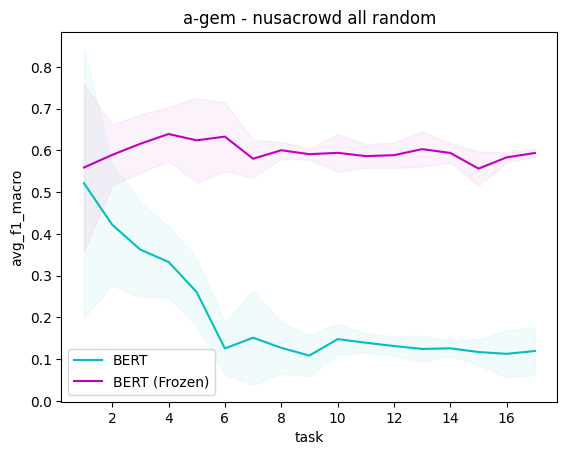 a-gem - nusacrowd all random
avg_f1_macro
0.8
0.7
0.6
0.5
0.4
0.3
0.2
0.1
0.0
BERT
BERT (Frozen)
2 4 6 8 10 12 14 16
task